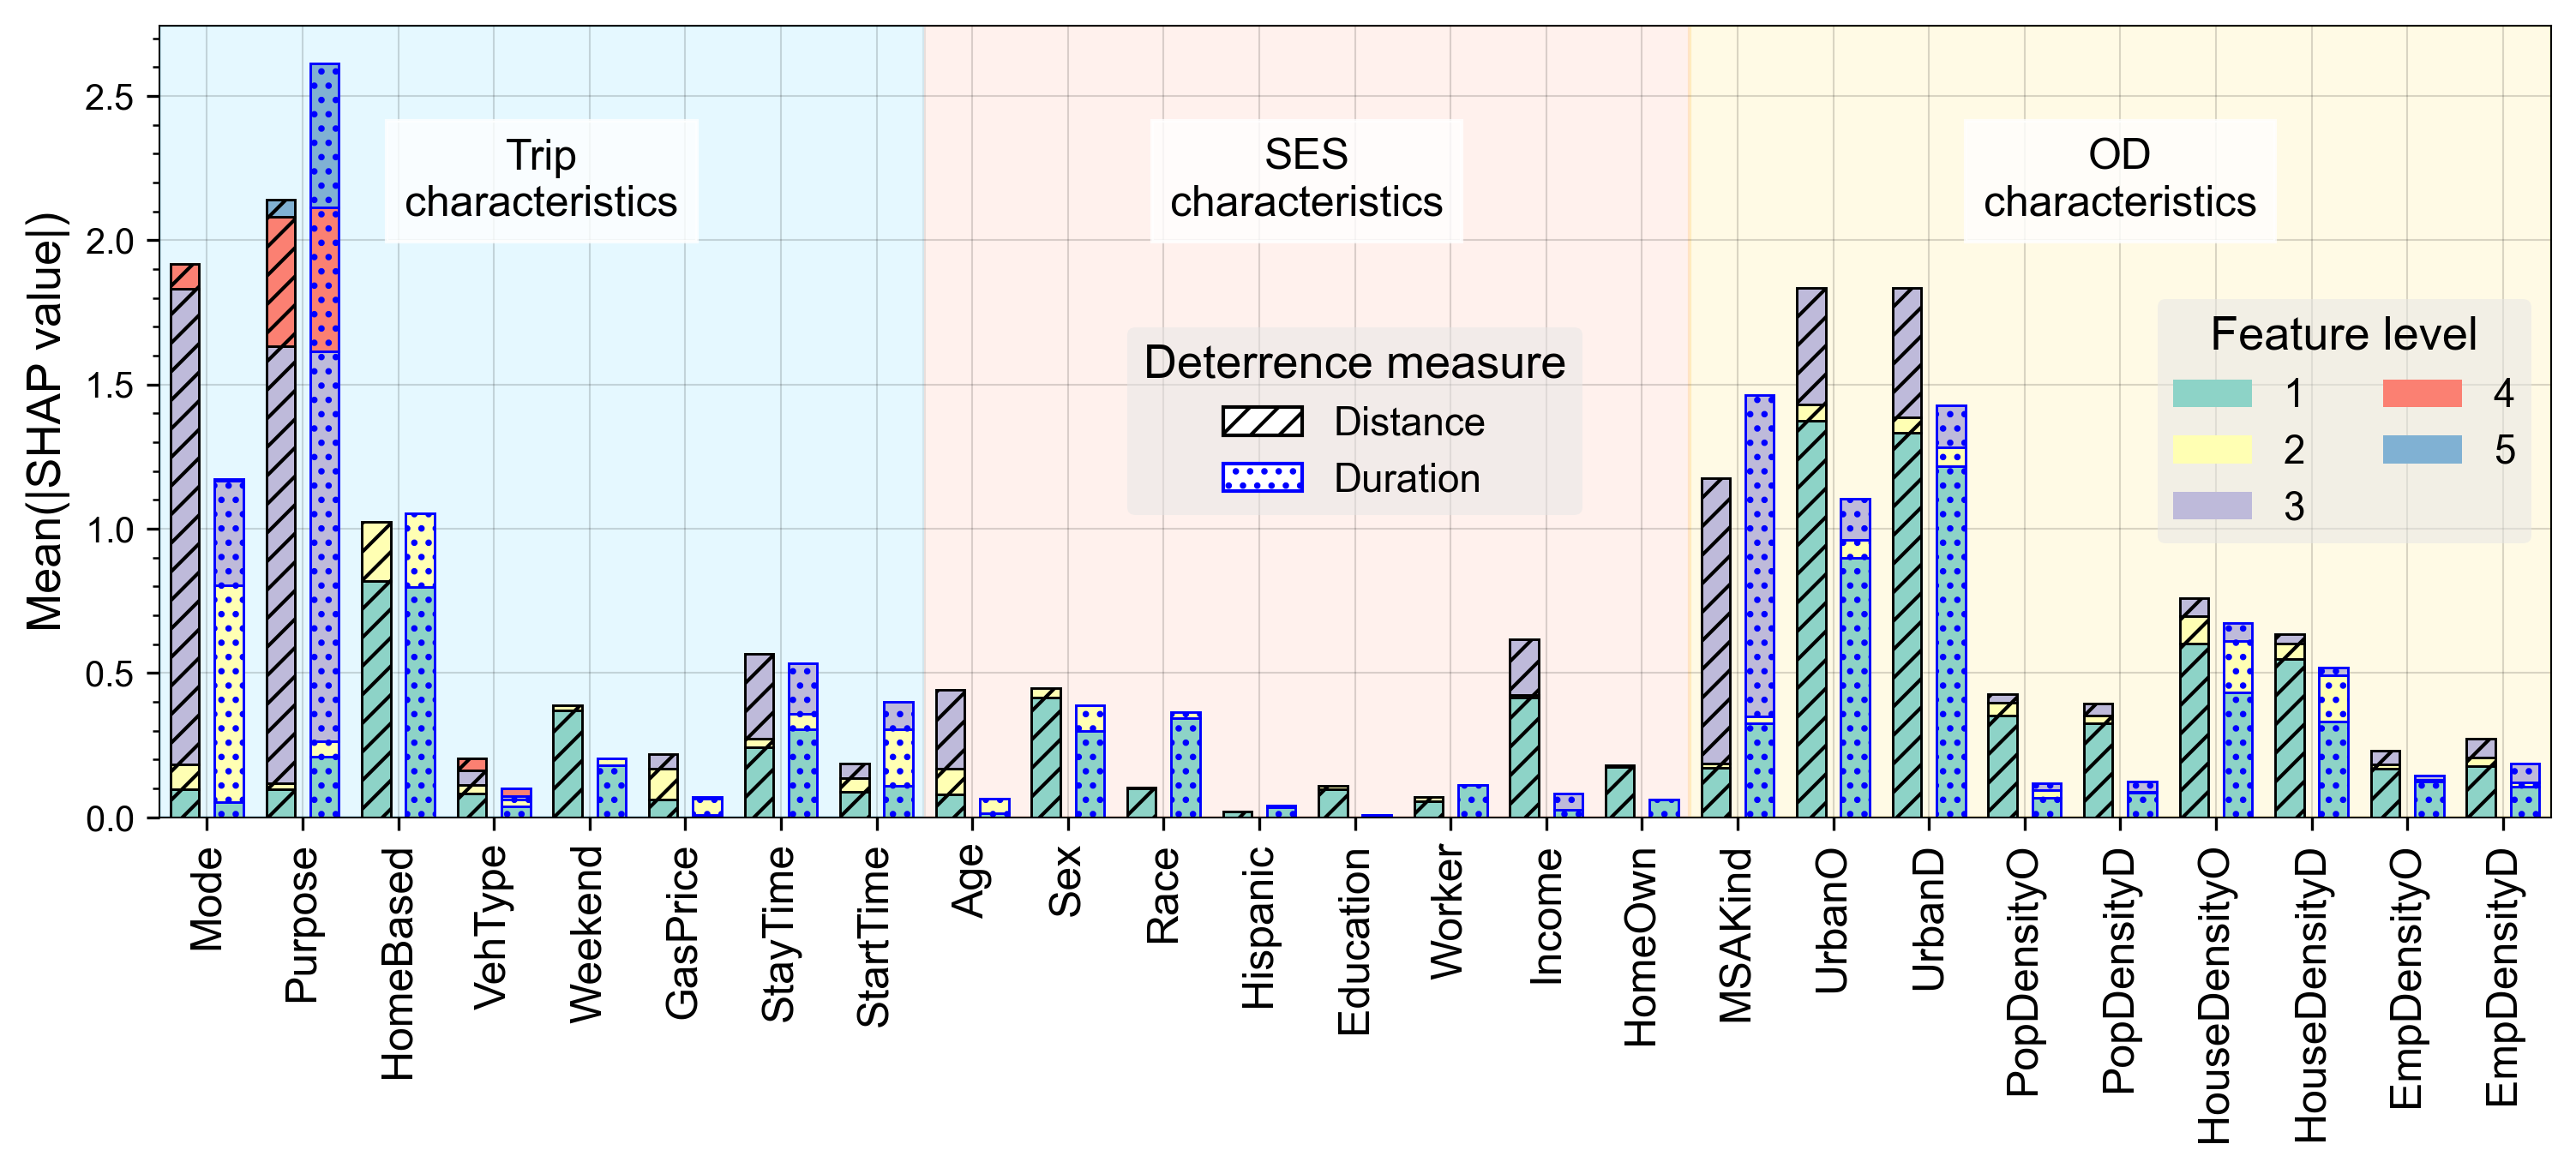 Mean(|SHAP value|)
2.5
2.0
1.5
1.0
0.5
0.0
Trip
characteristics
SES
characteristics
OD
characteristics
Deterrence measure
Distance
Duration
Feature level
1 4
2 5
3
Mode
Purpose
HomeBased
VehType
Weekend
GasPrice
StayTime
StartTime
Age
Sex
Race
Hispanic
Education
Worker
Income
HomeOwn
MSAKind
UrbanO
UrbanD
PopDensityO
PopDensityD
HouseDensityO
HouseDensityD
EmpDensityO
EmpDensityD